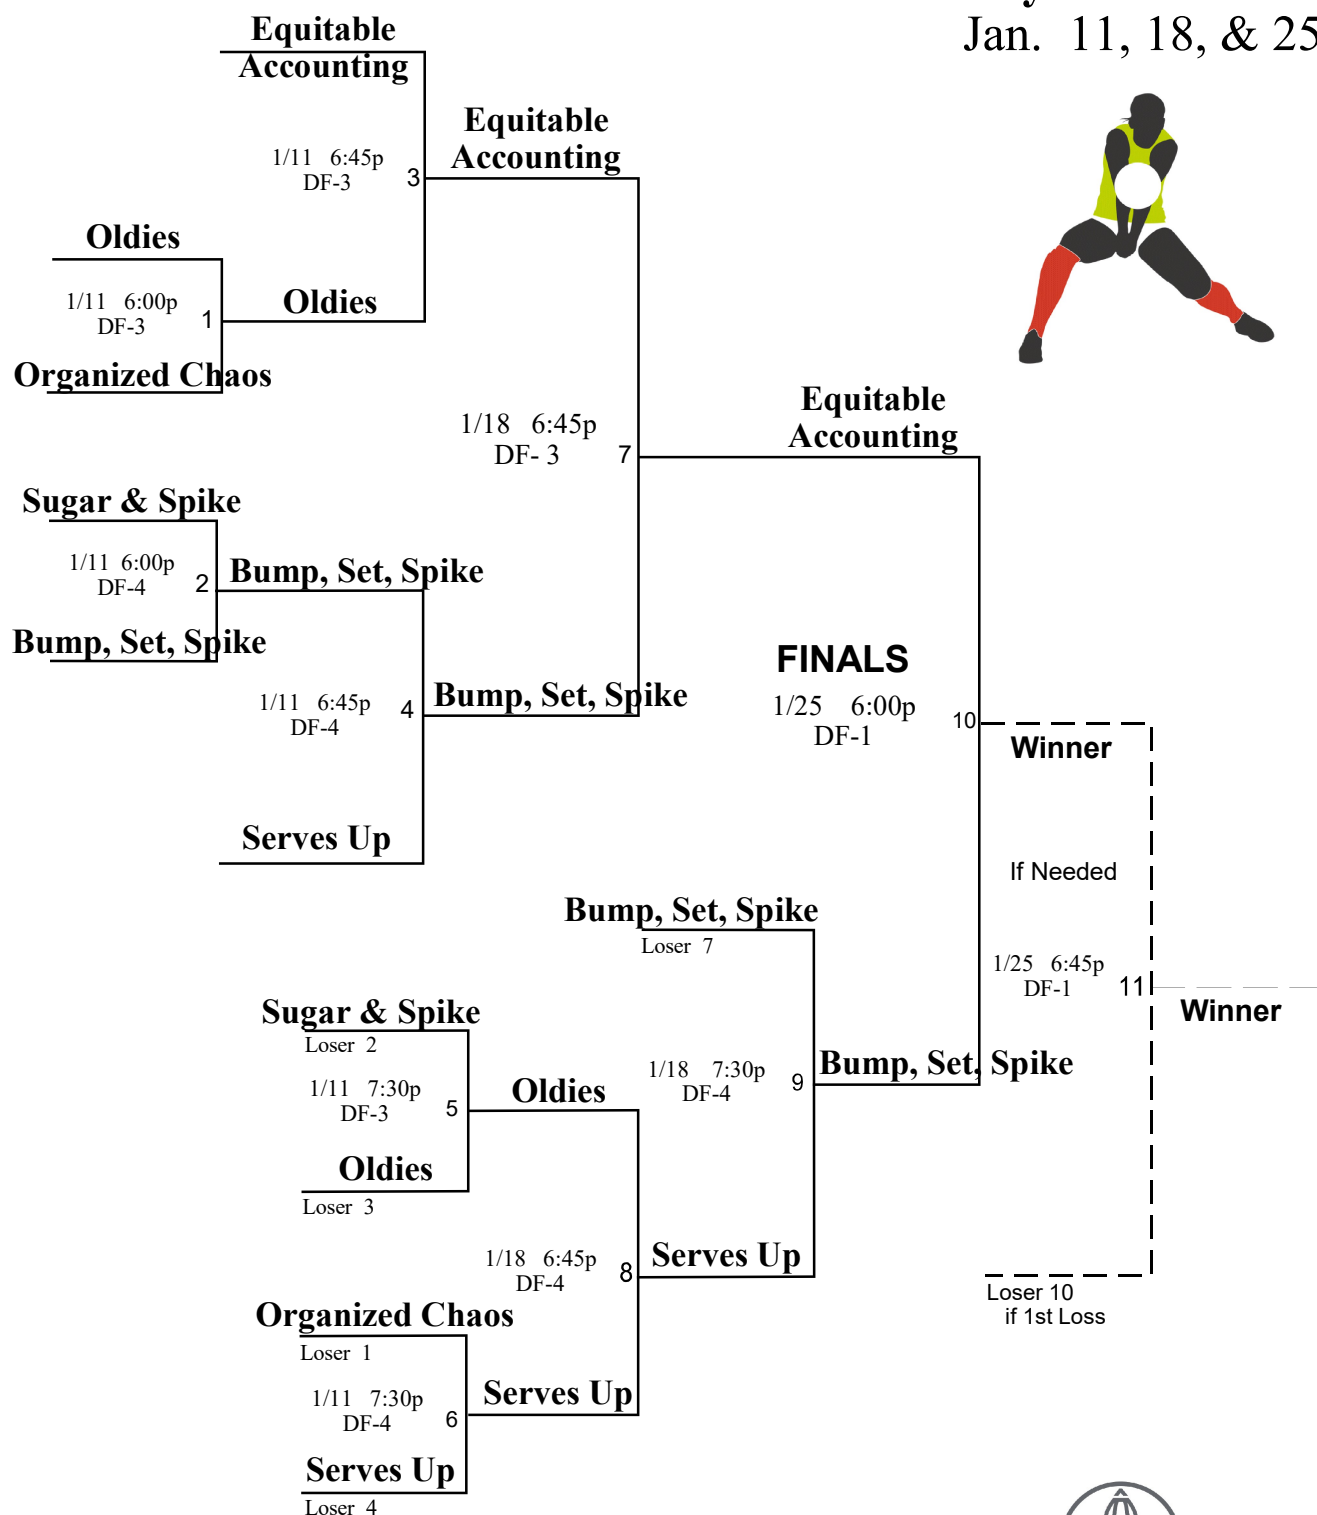 Jan. 11, 18, & 25
Equitable
Accounting
1/11 6:45p
DF-3
3
Equitable
Accounting
Oldies
1/11 6:00p
DF-3
1
Oldies
Organized Chaos
1/18 6:45p
DF- 3
7
Equitable
Accounting
Sugar & Spike
1/11 6:00p
DF-4
2
Bump, Set, Spike
Bump, Set, Spike
1/11 6:45p
DF-4
4
Bump, Set, Spike
FINALS
1/25 6:00p
DF-1
10
Winner
Serves Up
If Needed
Bump, Set, Spike
Loser 7
1/25 6:45p
DF-1
11
Winner
Sugar & Spike
Loser 2
1/11 7:30p
DF-3
5
Oldies
1/18 7:30p
DF-4
9
Bump, Set, Spike
Oldies
Loser 3
1/18 6:45p
DF-4
8
Serves Up
Loser 10
if 1st Loss
Organized Chaos
Loser 1
1/11 7:30p
DF-4
6
Serves Up
Serves Up
Loser 4